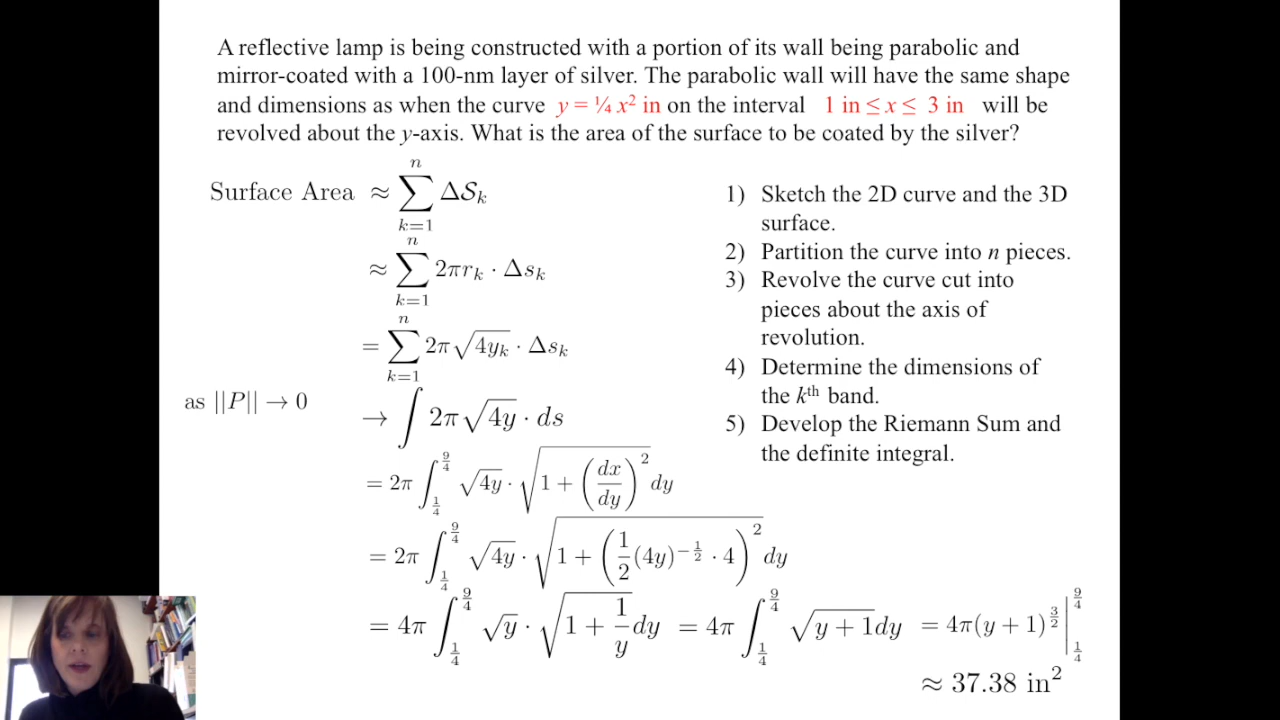 A reflective lamp is being constructed with a portion of its wall being parabolic and
mirror-coated with a 100-nm layer of silver. The parabolic wall will have the same shape
and dimensions as when the curve y = ¼ x² in on the interval 1 in ≤ x ≤ 3 in will be
revolved about the y-axis. What is the area of the surface to be coated by the silver?
Surface Area ≈ ∑_{k=1}^{n} ΔS_k
≈ ∑_{k=1}^{n} 2πr_k · Δs_k
= ∑_{k=1}^{n} 2π√(4y_k) · Δs_k
as ||P|| → 0 → ∫ 2π√(4y) · ds
= 2π ∫_{1/4}^{9/4} √(4y) · √(1 + (dx/dy)²) dy
= 2π ∫_{1/4}^{9/4} √(4y) · √(1 + (1/2 (4y)^{-1/2} · 4)²) dy
= 4π ∫_{1/4}^{9/4} √y · √(1 + 1/y) dy = 4π ∫_{1/4}^{9/4} √(y + 1) dy = 4π(y + 1)^{3/2} |_{1/4}^{9/4}
≈ 37.38 in²
1) Sketch the 2D curve and the 3D
surface.
2) Partition the curve into n pieces.
3) Revolve the curve cut into
pieces about the axis of
revolution.
4) Determine the dimensions of
the kth band.
5) Develop the Riemann Sum and
the definite integral.